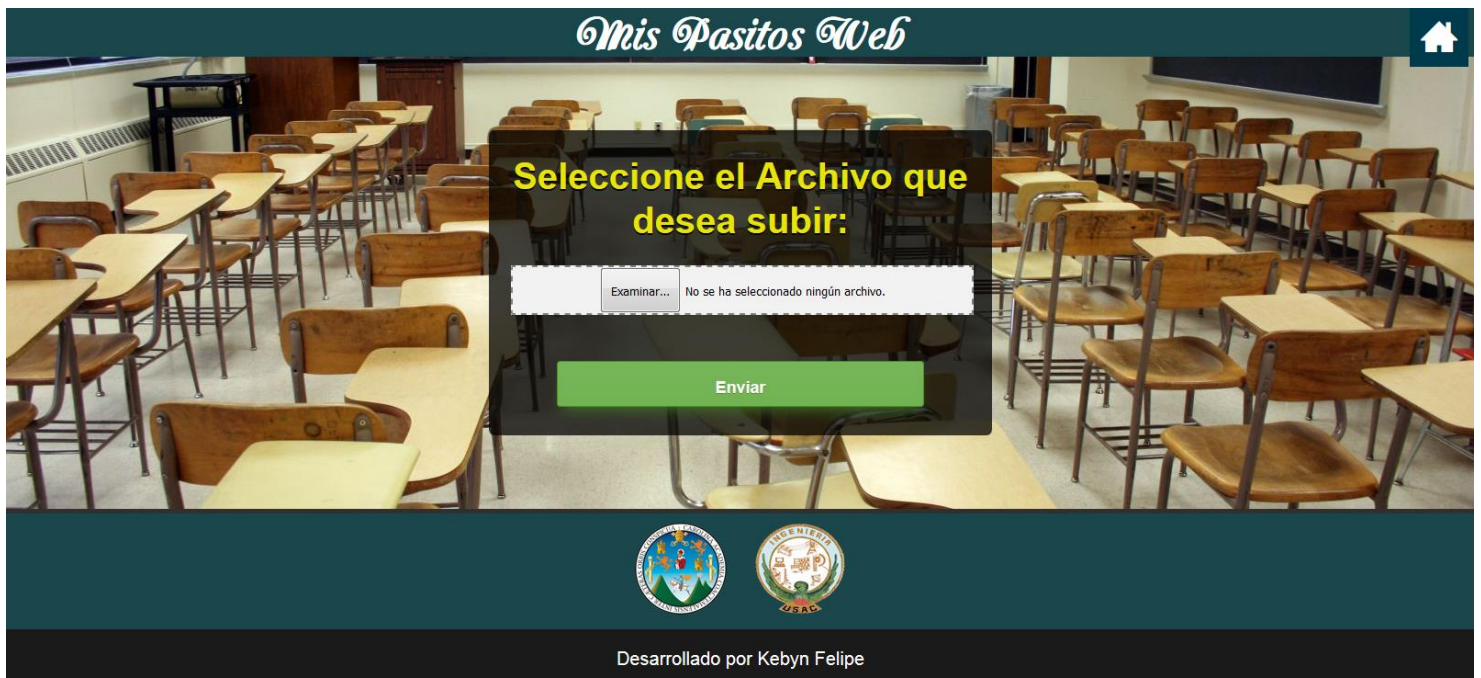 Mis Pasitos Web
Seleccione el Archivo que
desea subir:
Examinar... No se ha seleccionado ningún archivo.
Enviar
INGENIERIA
USAC
Desarrollado por Kebyn Felipe